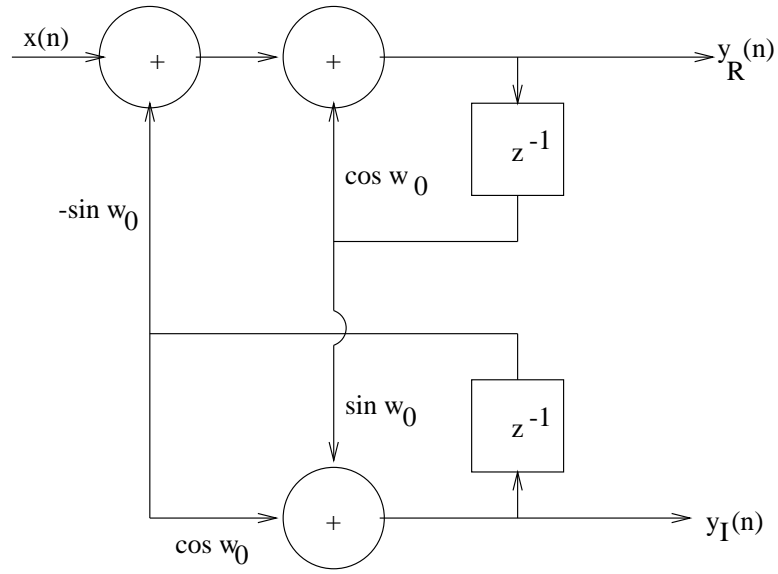 x(n)
+
+
y_R(n)
z^-1
cos w_0
-sin w_0
sin w_0
z^-1
+
cos w_0
y_I(n)